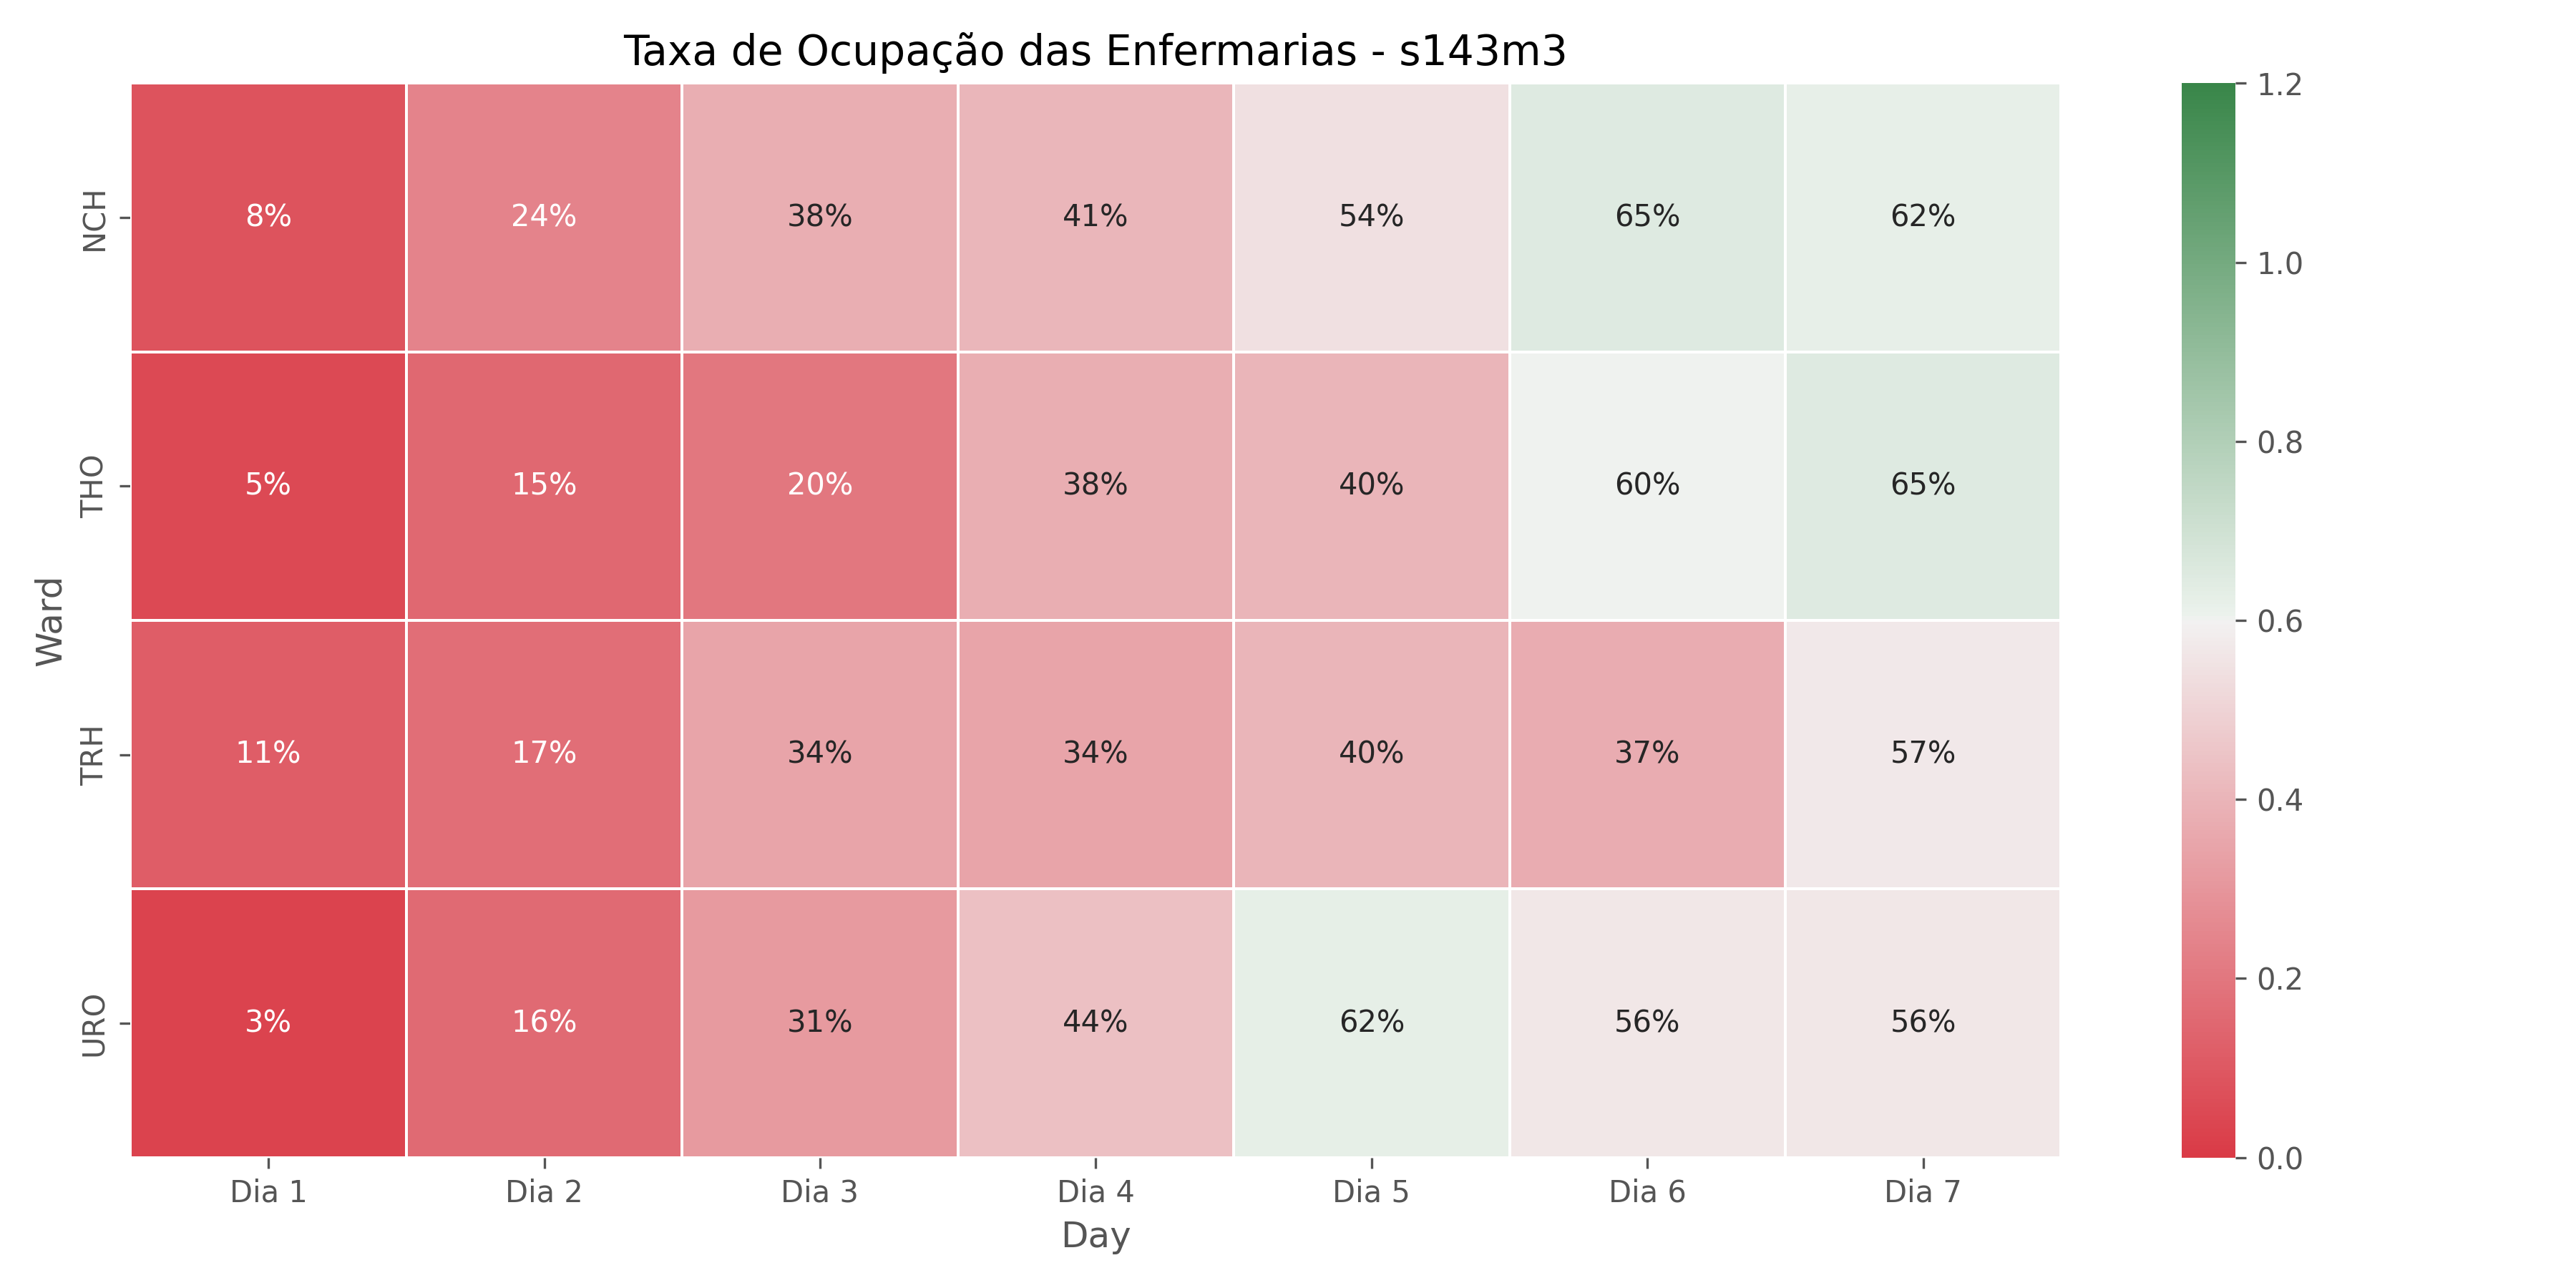 Taxa de Ocupação das Enfermarias - s143m3
Ward
NCH 8% 24% 38% 41% 54% 65% 62%
THO 5% 15% 20% 38% 40% 60% 65%
TRH 11% 17% 34% 34% 40% 37% 57%
URO 3% 16% 31% 44% 62% 56% 56%
Dia 1 Dia 2 Dia 3 Dia 4 Dia 5 Dia 6 Dia 7
Day
1.2
1.0
0.8
0.6
0.4
0.2
0.0